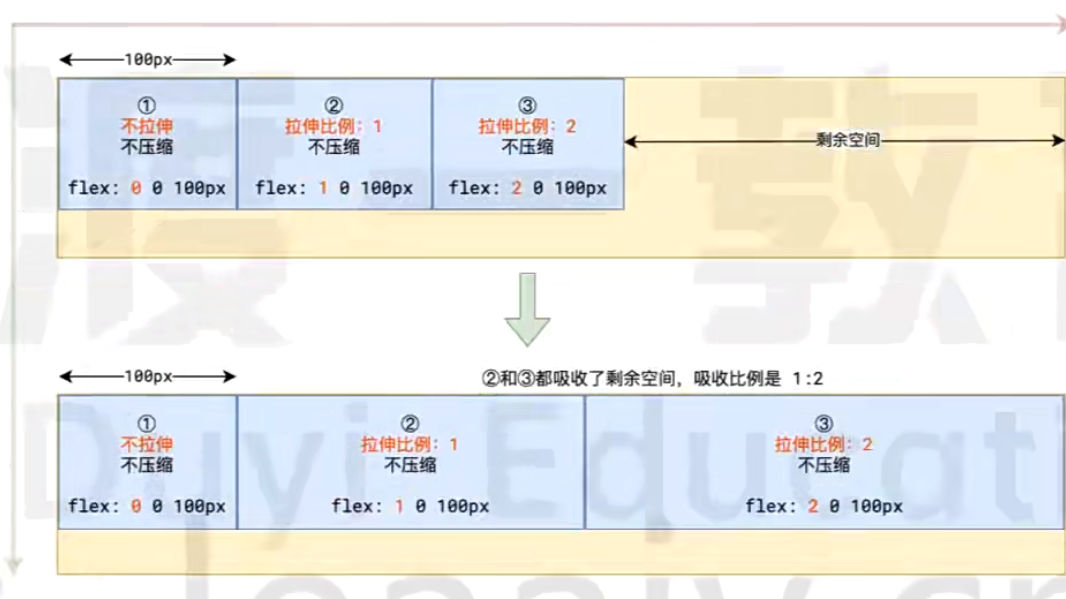 100px
①
不拉伸
不压缩
flex: 0 0 100px
②
拉伸比例：1
不压缩
flex: 1 0 100px
③
拉伸比例：2
不压缩
flex: 2 0 100px
剩余空间
100px
②和③都吸收了剩余空间，吸收比例是 1:2
①
不拉伸
不压缩
flex: 0 0 100px
②
拉伸比例：1
不压缩
flex: 1 0 100px
③
拉伸比例：2
不压缩
flex: 2 0 100px
Duyi Educati